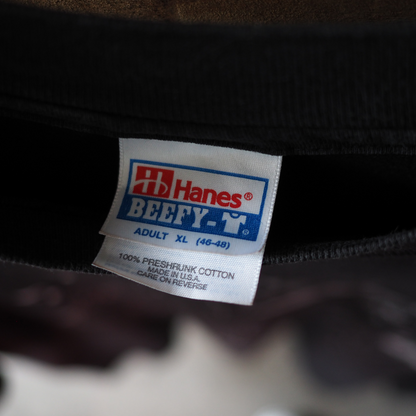 Hanes®
BEEFY-T®
ADULT XL (46-48)
100% PRESHRUNK COTTON
MADE IN U.S.A.
CARE ON REVERSE